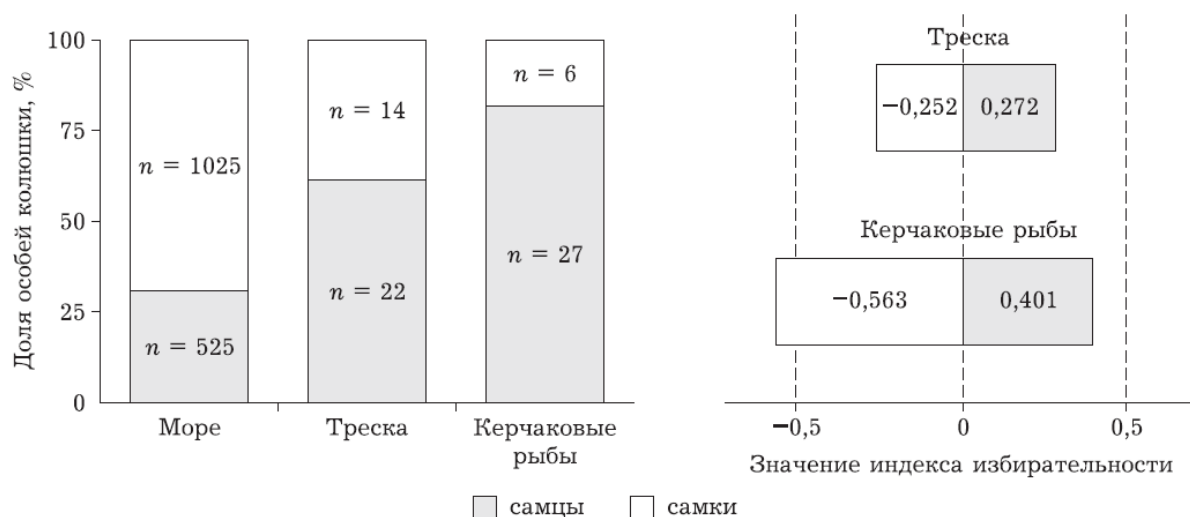 Доля особей колюшки, %
100
75
50
25
0
n = 1025
n = 525
n = 14
n = 22
n = 6
n = 27
Море
Треска
Керчаковые
рыбы
Треска
−0,252
0,272
Керчаковые рыбы
−0,563
0,401
−0,5
0
0,5
Значение индекса избирательности
самцы
самки